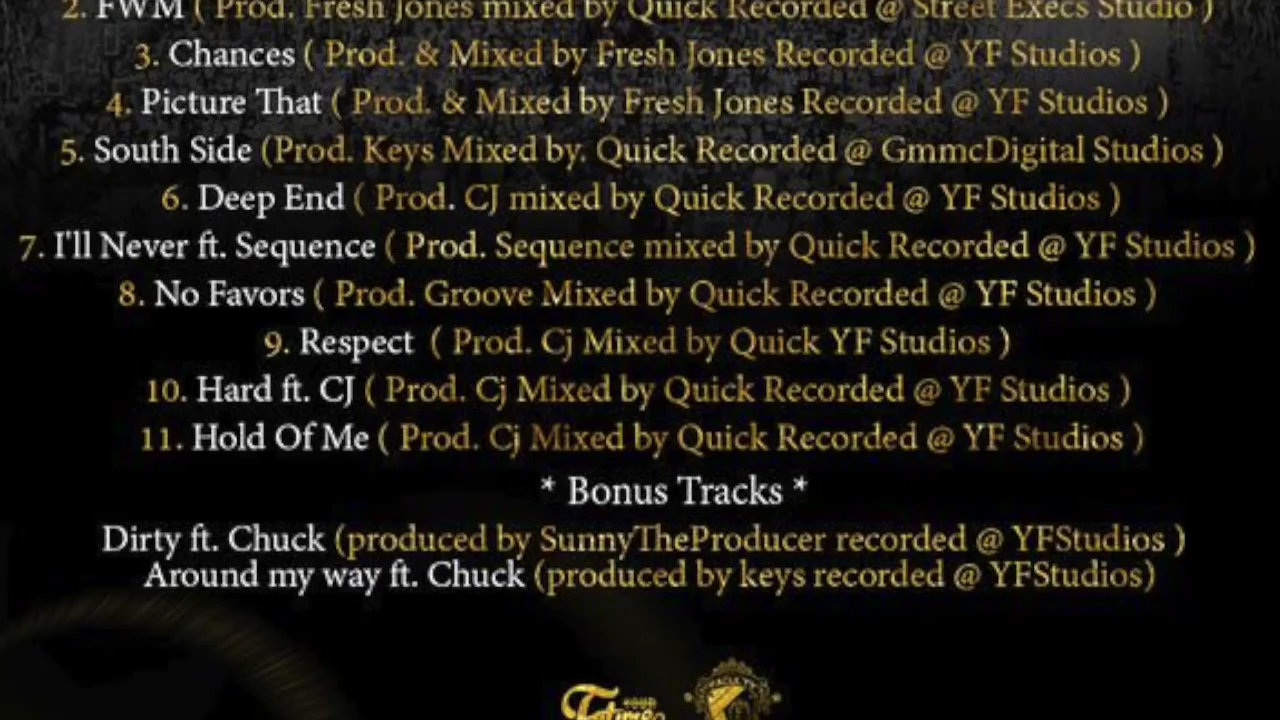 2. FWM ( Prod. Fresh Jones mixed by Quick Recorded @ Street Execs Studio )
3. Chances ( Prod. & Mixed by Fresh Jones Recorded @ YF Studios )
4. Picture That ( Prod. & Mixed by Fresh Jones Recorded @ YF Studios )
5. South Side (Prod. Keys Mixed by. Quick Recorded @ GmmcDigital Studios )
6. Deep End ( Prod. CJ mixed by Quick Recorded @ YF Studios )
7. I'll Never ft. Sequence ( Prod. Sequence mixed by Quick Recorded @ YF Studios )
8. No Favors ( Prod. Groove Mixed by Quick Recorded @ YF Studios )
9. Respect ( Prod. Cj Mixed by Quick YF Studios )
10. Hard ft. CJ ( Prod. Cj Mixed by Quick Recorded @ YF Studios )
11. Hold Of Me ( Prod. Cj Mixed by Quick Recorded @ YF Studios )
* Bonus Tracks *
Dirty ft. Chuck (produced by SunnyTheProducer recorded @ YFStudios )
Around my way ft. Chuck (produced by keys recorded @ YFStudios)